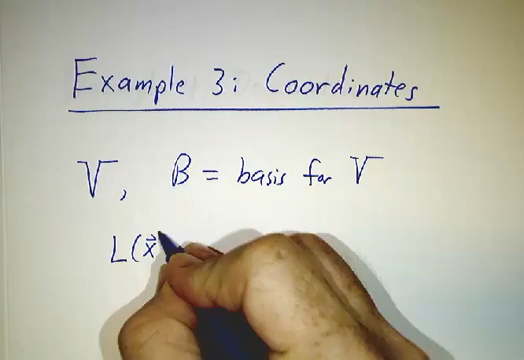 Example 3: Coordinates
V, B = basis for V
L(x⃗